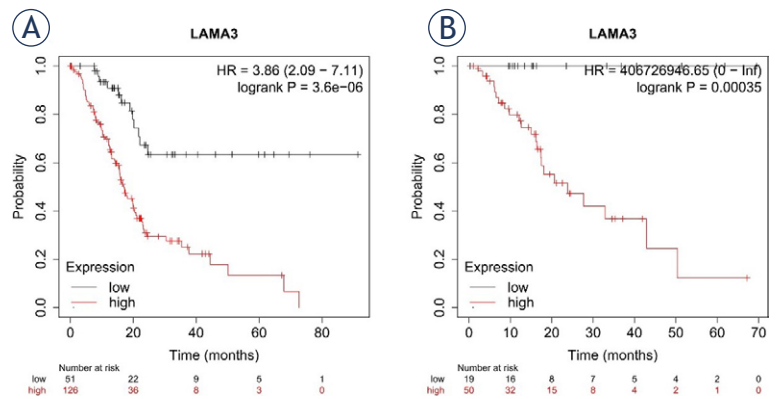 A
LAMA3
HR = 3.86 (2.09 − 7.11)
logrank P = 3.6e−06
Probability
1.0
0.8
0.6
0.4
0.2
0.0
Expression
low
high
0 20 40 60 80
Time (months)
Number at risk
low 51 22 9 5 1
high 126 36 8 3 0
B
LAMA3
HR = 406726946.65 (0 − Inf)
logrank P = 0.00035
Probability
1.0
0.8
0.6
0.4
0.2
0.0
Expression
low
high
0 10 20 30 40 50 60 70
Time (months)
Number at risk
low 19 16 8 7 5 4 2 0
high 50 32 15 8 4 2 1 0